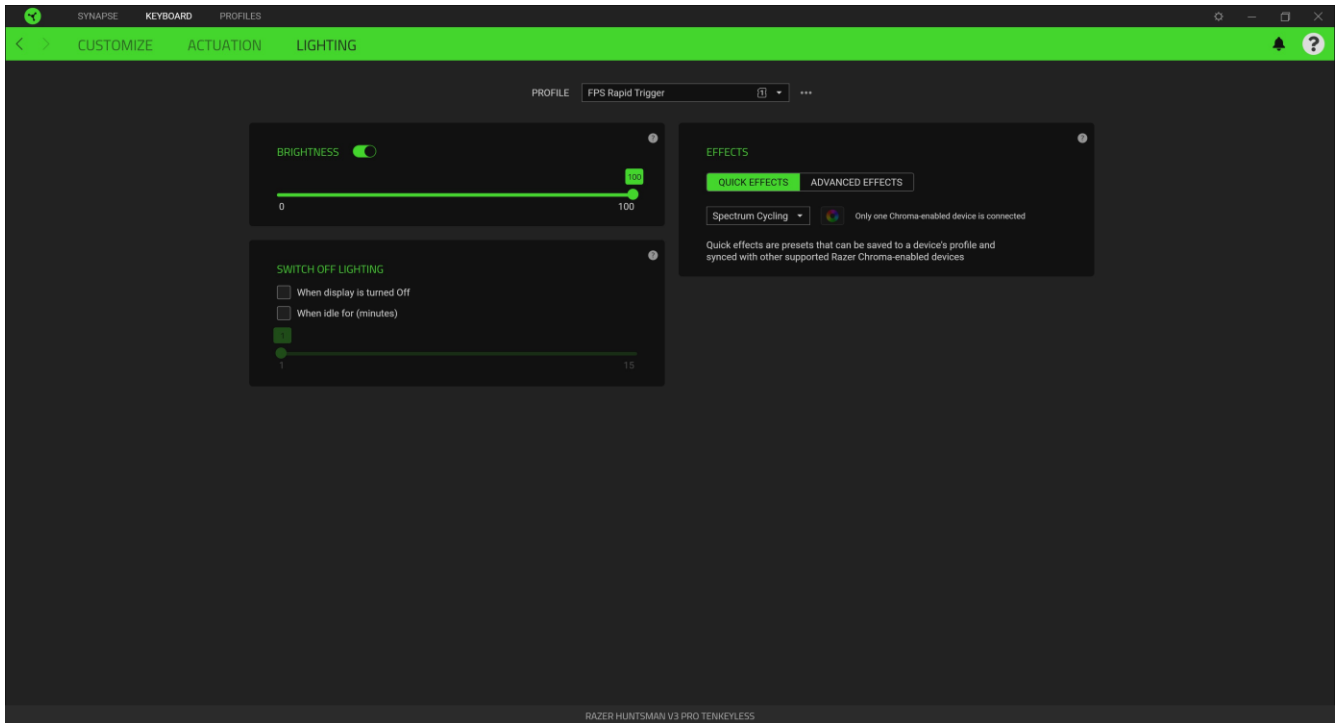 SYNAPSE KEYBOARD PROFILES
CUSTOMIZE ACTUATION LIGHTING ?
PROFILE FPS Rapid Trigger 1
BRIGHTNESS ?
100
0 100
SWITCH OFF LIGHTING ?
When display is turned Off
When idle for (minutes)
1
1 15
EFFECTS ?
QUICK EFFECTS ADVANCED EFFECTS
Spectrum Cycling Only one Chroma-enabled device is connected
Quick effects are presets that can be saved to a device's profile and
synced with other supported Razer Chroma-enabled devices
RAZER HUNTSMAN V3 PRO TENKEYLESS